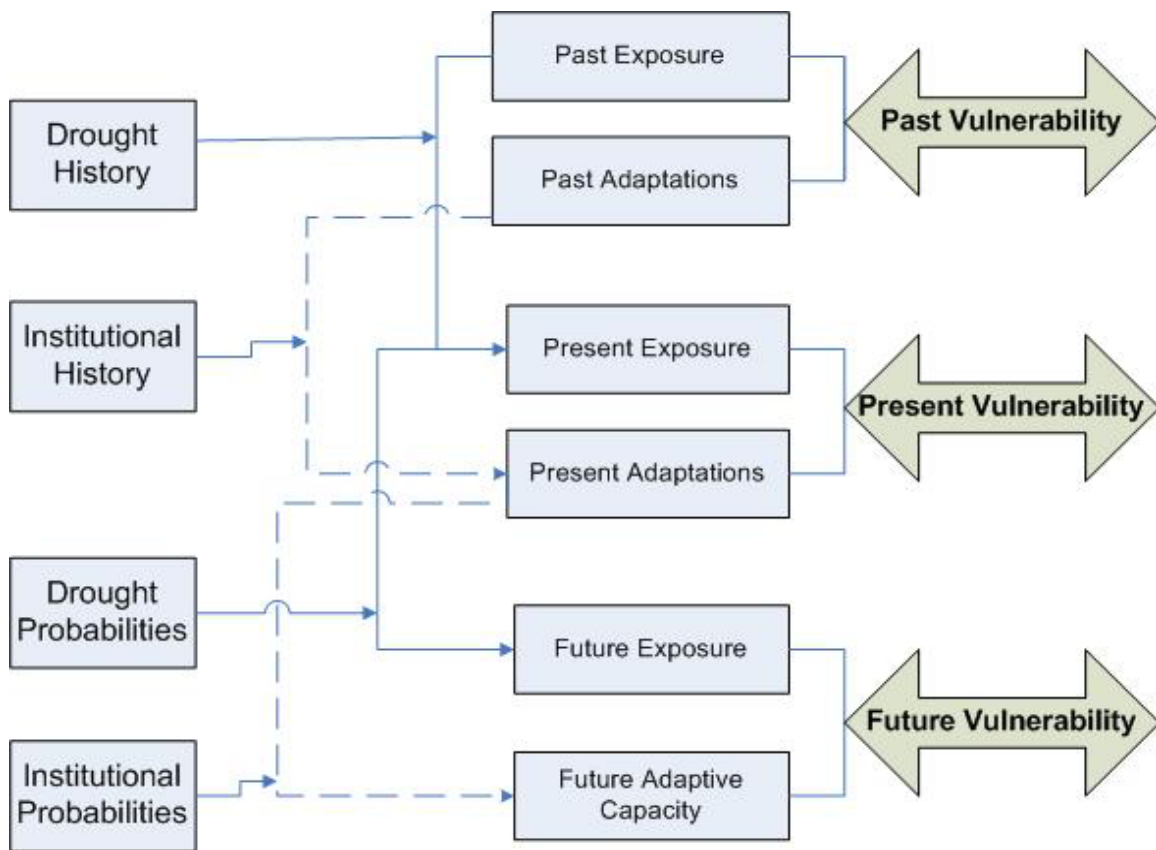 Past Exposure
Past Vulnerability
Drought
History
Past Adaptations
Institutional
History
Present Exposure
Present Vulnerability
Present Adaptations
Drought
Probabilities
Future Exposure
Future Vulnerability
Institutional
Probabilities
Future Adaptive
Capacity